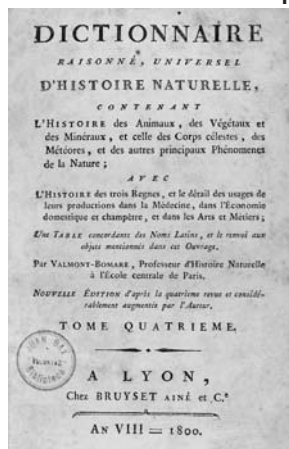 DICTIONNAIRE
RAISONNÉ, UNIVERSEL
D'HISTOIRE NATURELLE,
CONTENANT
L'HISTOIRE des Animaux, des Végétaux et
des Minéraux, et celle des Corps célestes, des
Météores, et des autres principaux Phénomenes
de la Nature;
AVEC
L'HISTOIRE des trois Regnes, et le détail des usages de
leurs productions dans la Médecine, dans l'Économie
domestique et champêtre, et dans les Arts et Métiers;
Une TABLE concordante des Noms Latins, et le renvoi aux
objets mentionnés dans cet Ouvrage.
Par VALMONT-BOMARE, Professeur d'Histoire Naturelle
à l'École centrale de Paris.
NOUVELLE ÉDITION d'après la quatrieme revue et considé-
rablement augmentée par l'Auteur.
TOME QUATRIEME.
A LYON,
Chez BRUYSET AINÉ et C.e
AN VIII = 1800.